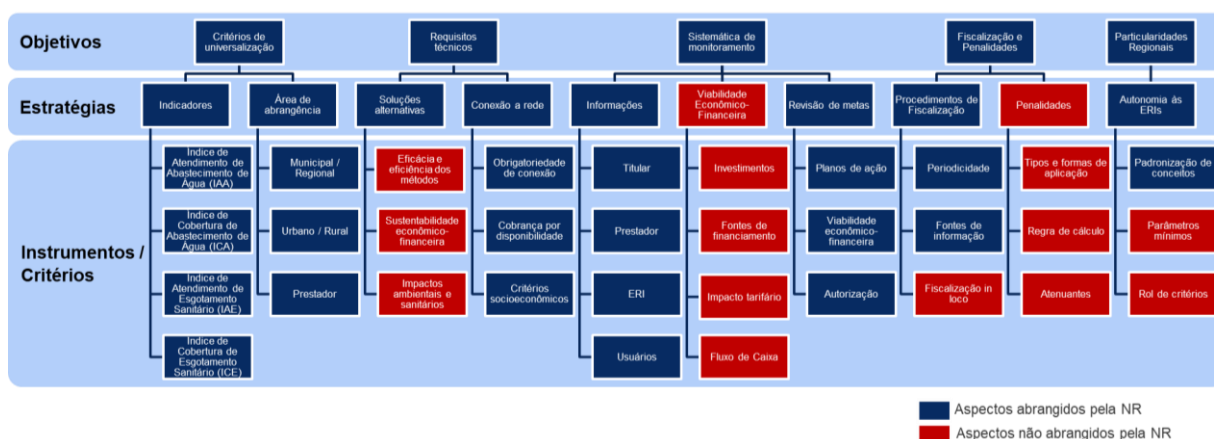 Objetivos
Critérios de
universalização
Requisitos
técnicos
Sistemática de
monitoramento
Fiscalização e
Penalidades
Particularidades
Regionais
Estratégias
Indicadores
Área de
abrangência
Soluções
alternativas
Conexão a rede
Informações
Viabilidade
Econômico-
Financeira
Revisão de metas
Procedimentos de
Fiscalização
Penalidades
Autonomia às
ERIs
Instrumentos /
Critérios
Índice de
Atendimento de
Abastecimento de
Água (IAA)
Municipal /
Regional
Eficácia e
eficiência dos
métodos
Obrigatoriedade
de conexão
Titular
Investimentos
Planos de ação
Periodicidade
Tipos e formas de
aplicação
Padronização de
conceitos
Índice de
Cobertura de
Abastecimento de
Água (ICA)
Urbano / Rural
Sustentabilidade
econômico-
financeira
Cobrança por
disponibilidade
Prestador
Fontes de
financiamento
Viabilidade
econômico-
financeira
Fontes de
informação
Regra de cálculo
Parâmetros
mínimos
Índice de
Atendimento de
Esgotamento
Sanitário (IAE)
Prestador
Impactos
ambientais e
sanitários
Critérios
socioeconômicos
ERI
Impacto tarifário
Autorização
Fiscalização in
loco
Atenuantes
Rol de critérios
Índice de
Cobertura de
Esgotamento
Sanitário (ICE)
Usuários
Fluxo de Caixa
Aspectos abrangidos pela NR
Aspectos não abrangidos pela NR